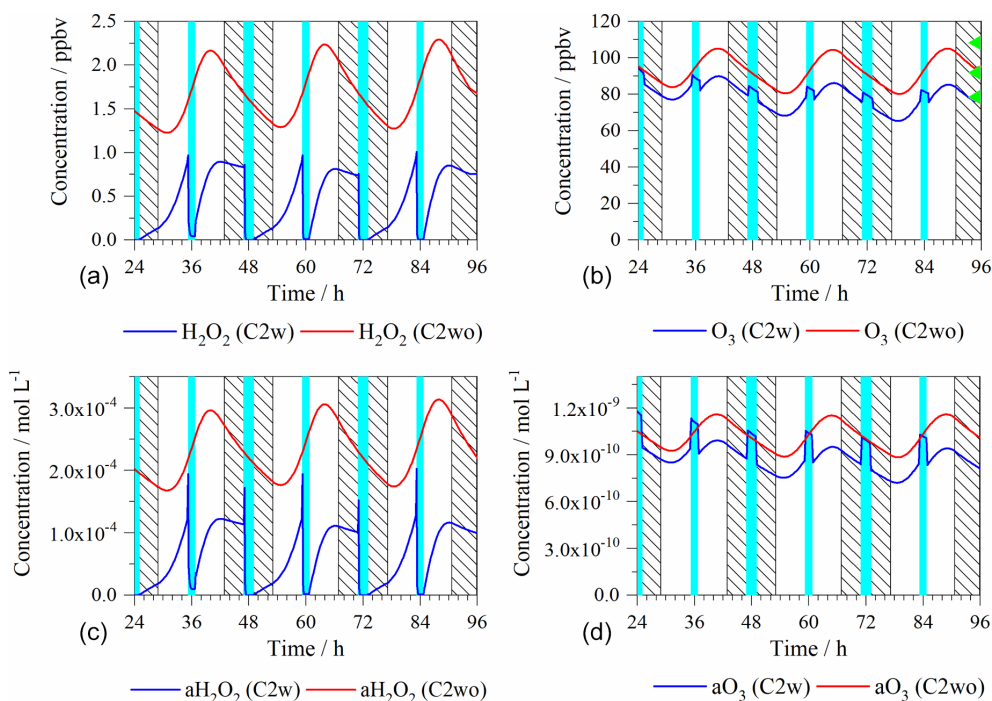 2.5
2.0
1.5
1.0
0.5
0.0
Concentration / ppbv
24 36 48 60 72 84 96
(a)
Time / h
H₂O₂ (C2w) H₂O₂ (C2wo)
120
100
80
60
40
20
0
Concentration / ppbv
24 36 48 60 72 84 96
(b)
Time / h
O₃ (C2w) O₃ (C2wo)
3.0x10⁻⁴
2.0x10⁻⁴
1.0x10⁻⁴
0.0
Concentration / mol L⁻¹
24 36 48 60 72 84 96
(c)
Time / h
aH₂O₂ (C2w) aH₂O₂ (C2wo)
1.2x10⁻⁹
9.0x10⁻¹⁰
6.0x10⁻¹⁰
3.0x10⁻¹⁰
0.0
Concentration / mol L⁻¹
24 36 48 60 72 84 96
(d)
Time / h
aO₃ (C2w) aO₃ (C2wo)